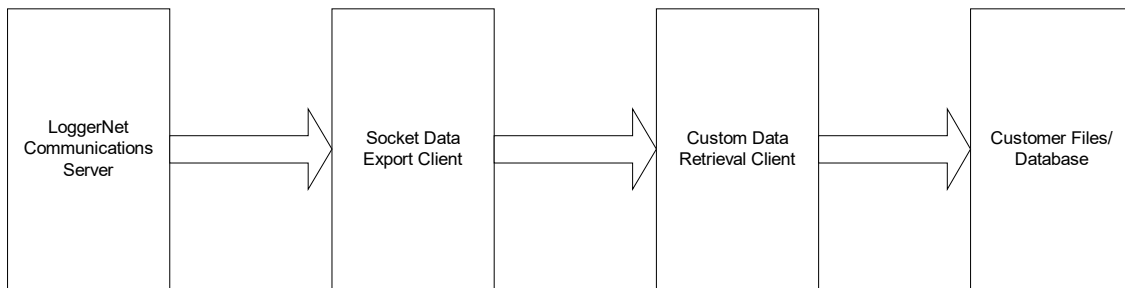 LoggerNet
Communications
Server
Socket Data
Export Client
Custom Data
Retrieval Client
Customer Files/
Database